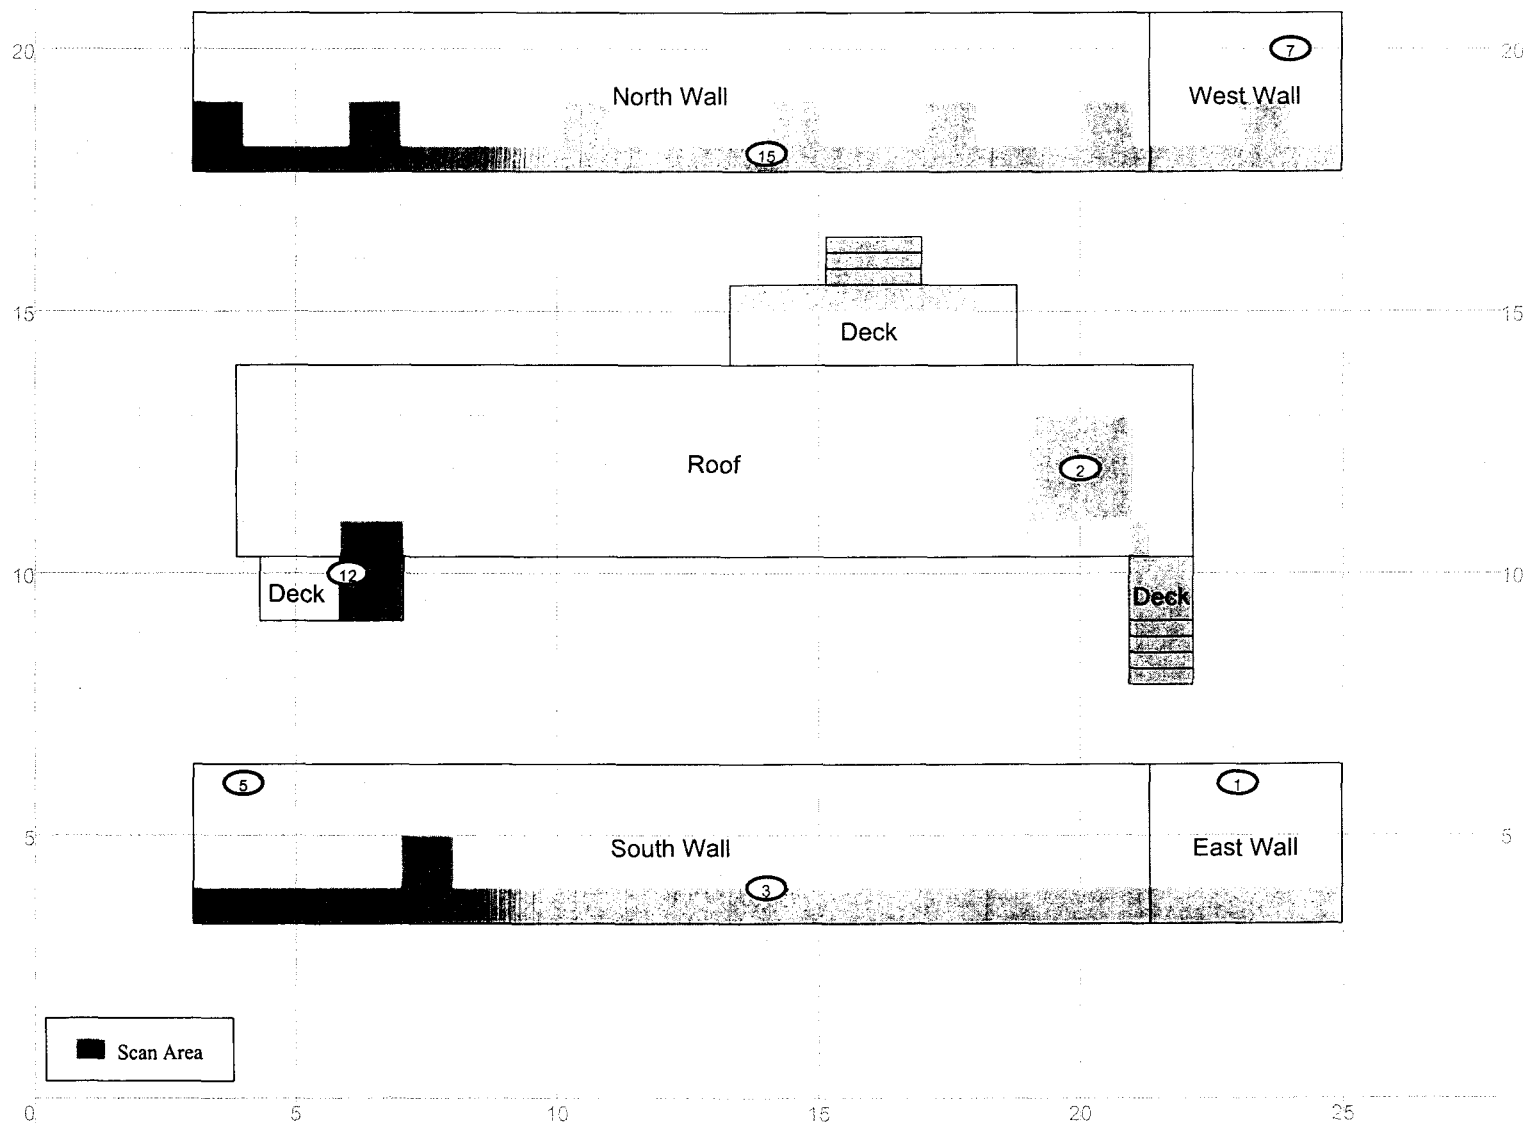 20 7 20
North Wall West Wall
15
15 Deck 15
Roof 2
10 Deck 12 Deck 10
5 1
5 South Wall East Wall 5
3
Scan Area
0 5 10 15 20 25